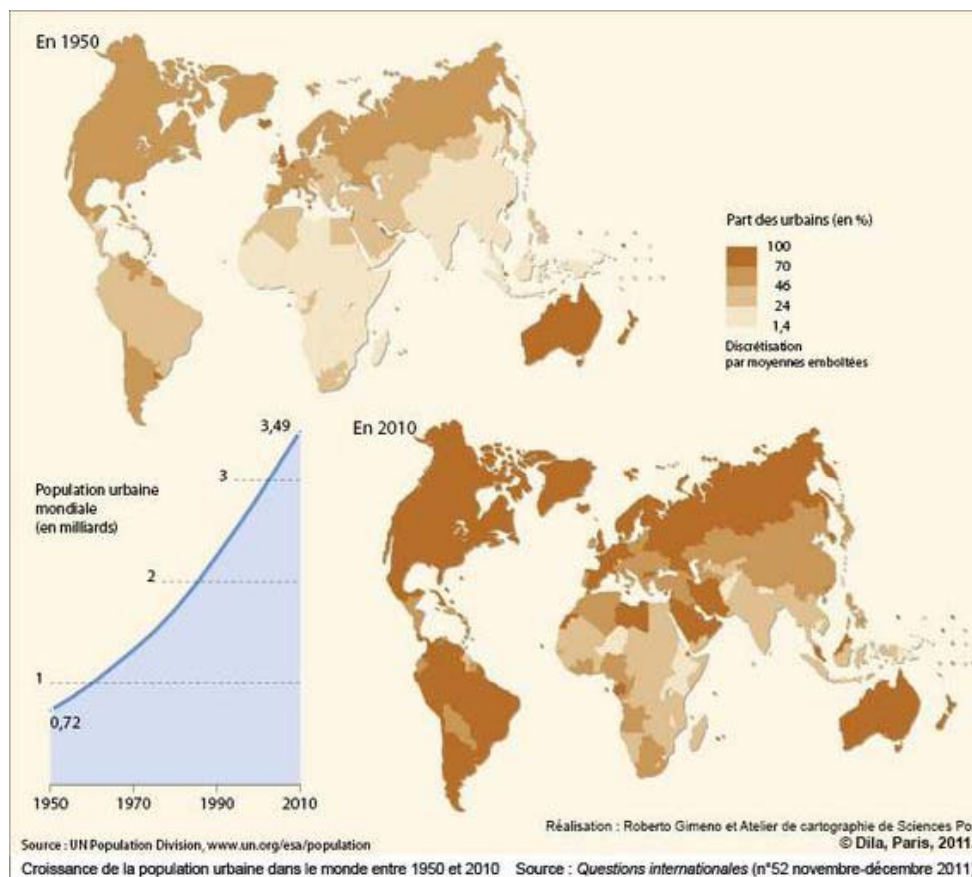 En 1950
Part des urbains (en %)
100
70
46
24
1,4
Discrétisation
par moyennes emboîtées
3,49
En 2010
3
Population urbaine
mondiale
(en milliards)
2
1
0,72
1950
1970
1990
2010
Réalisation : Roberto Gimeno et Atelier de cartographie de Sciences Po
Source : UN Population Division, www.un.org/esa/population
© Dila, Paris, 2011
Croissance de la population urbaine dans le monde entre 1950 et 2010 Source : Questions internationales (n°52 novembre-décembre 2011